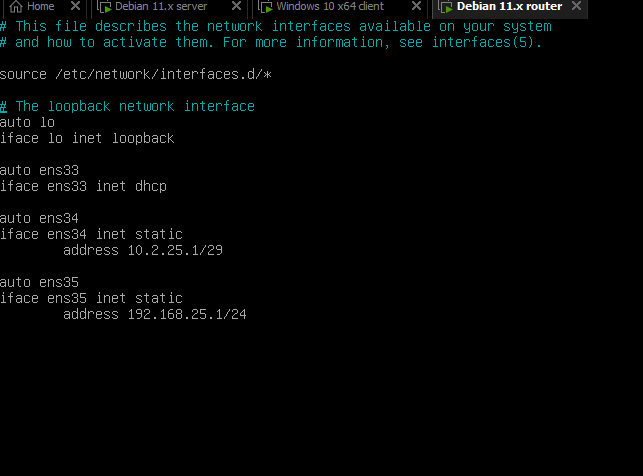 Home
Debian 11.x server
Windows 10 x64 client
Debian 11.x router
# This file describes the network interfaces available on your system
# and how to activate them. For more information, see interfaces(5).
source /etc/network/interfaces.d/*
# The loopback network interface
auto lo
iface lo inet loopback
auto ens33
iface ens33 inet dhcp
auto ens34
iface ens34 inet static
address 10.2.25.1/29
auto ens35
iface ens35 inet static
address 192.168.25.1/24